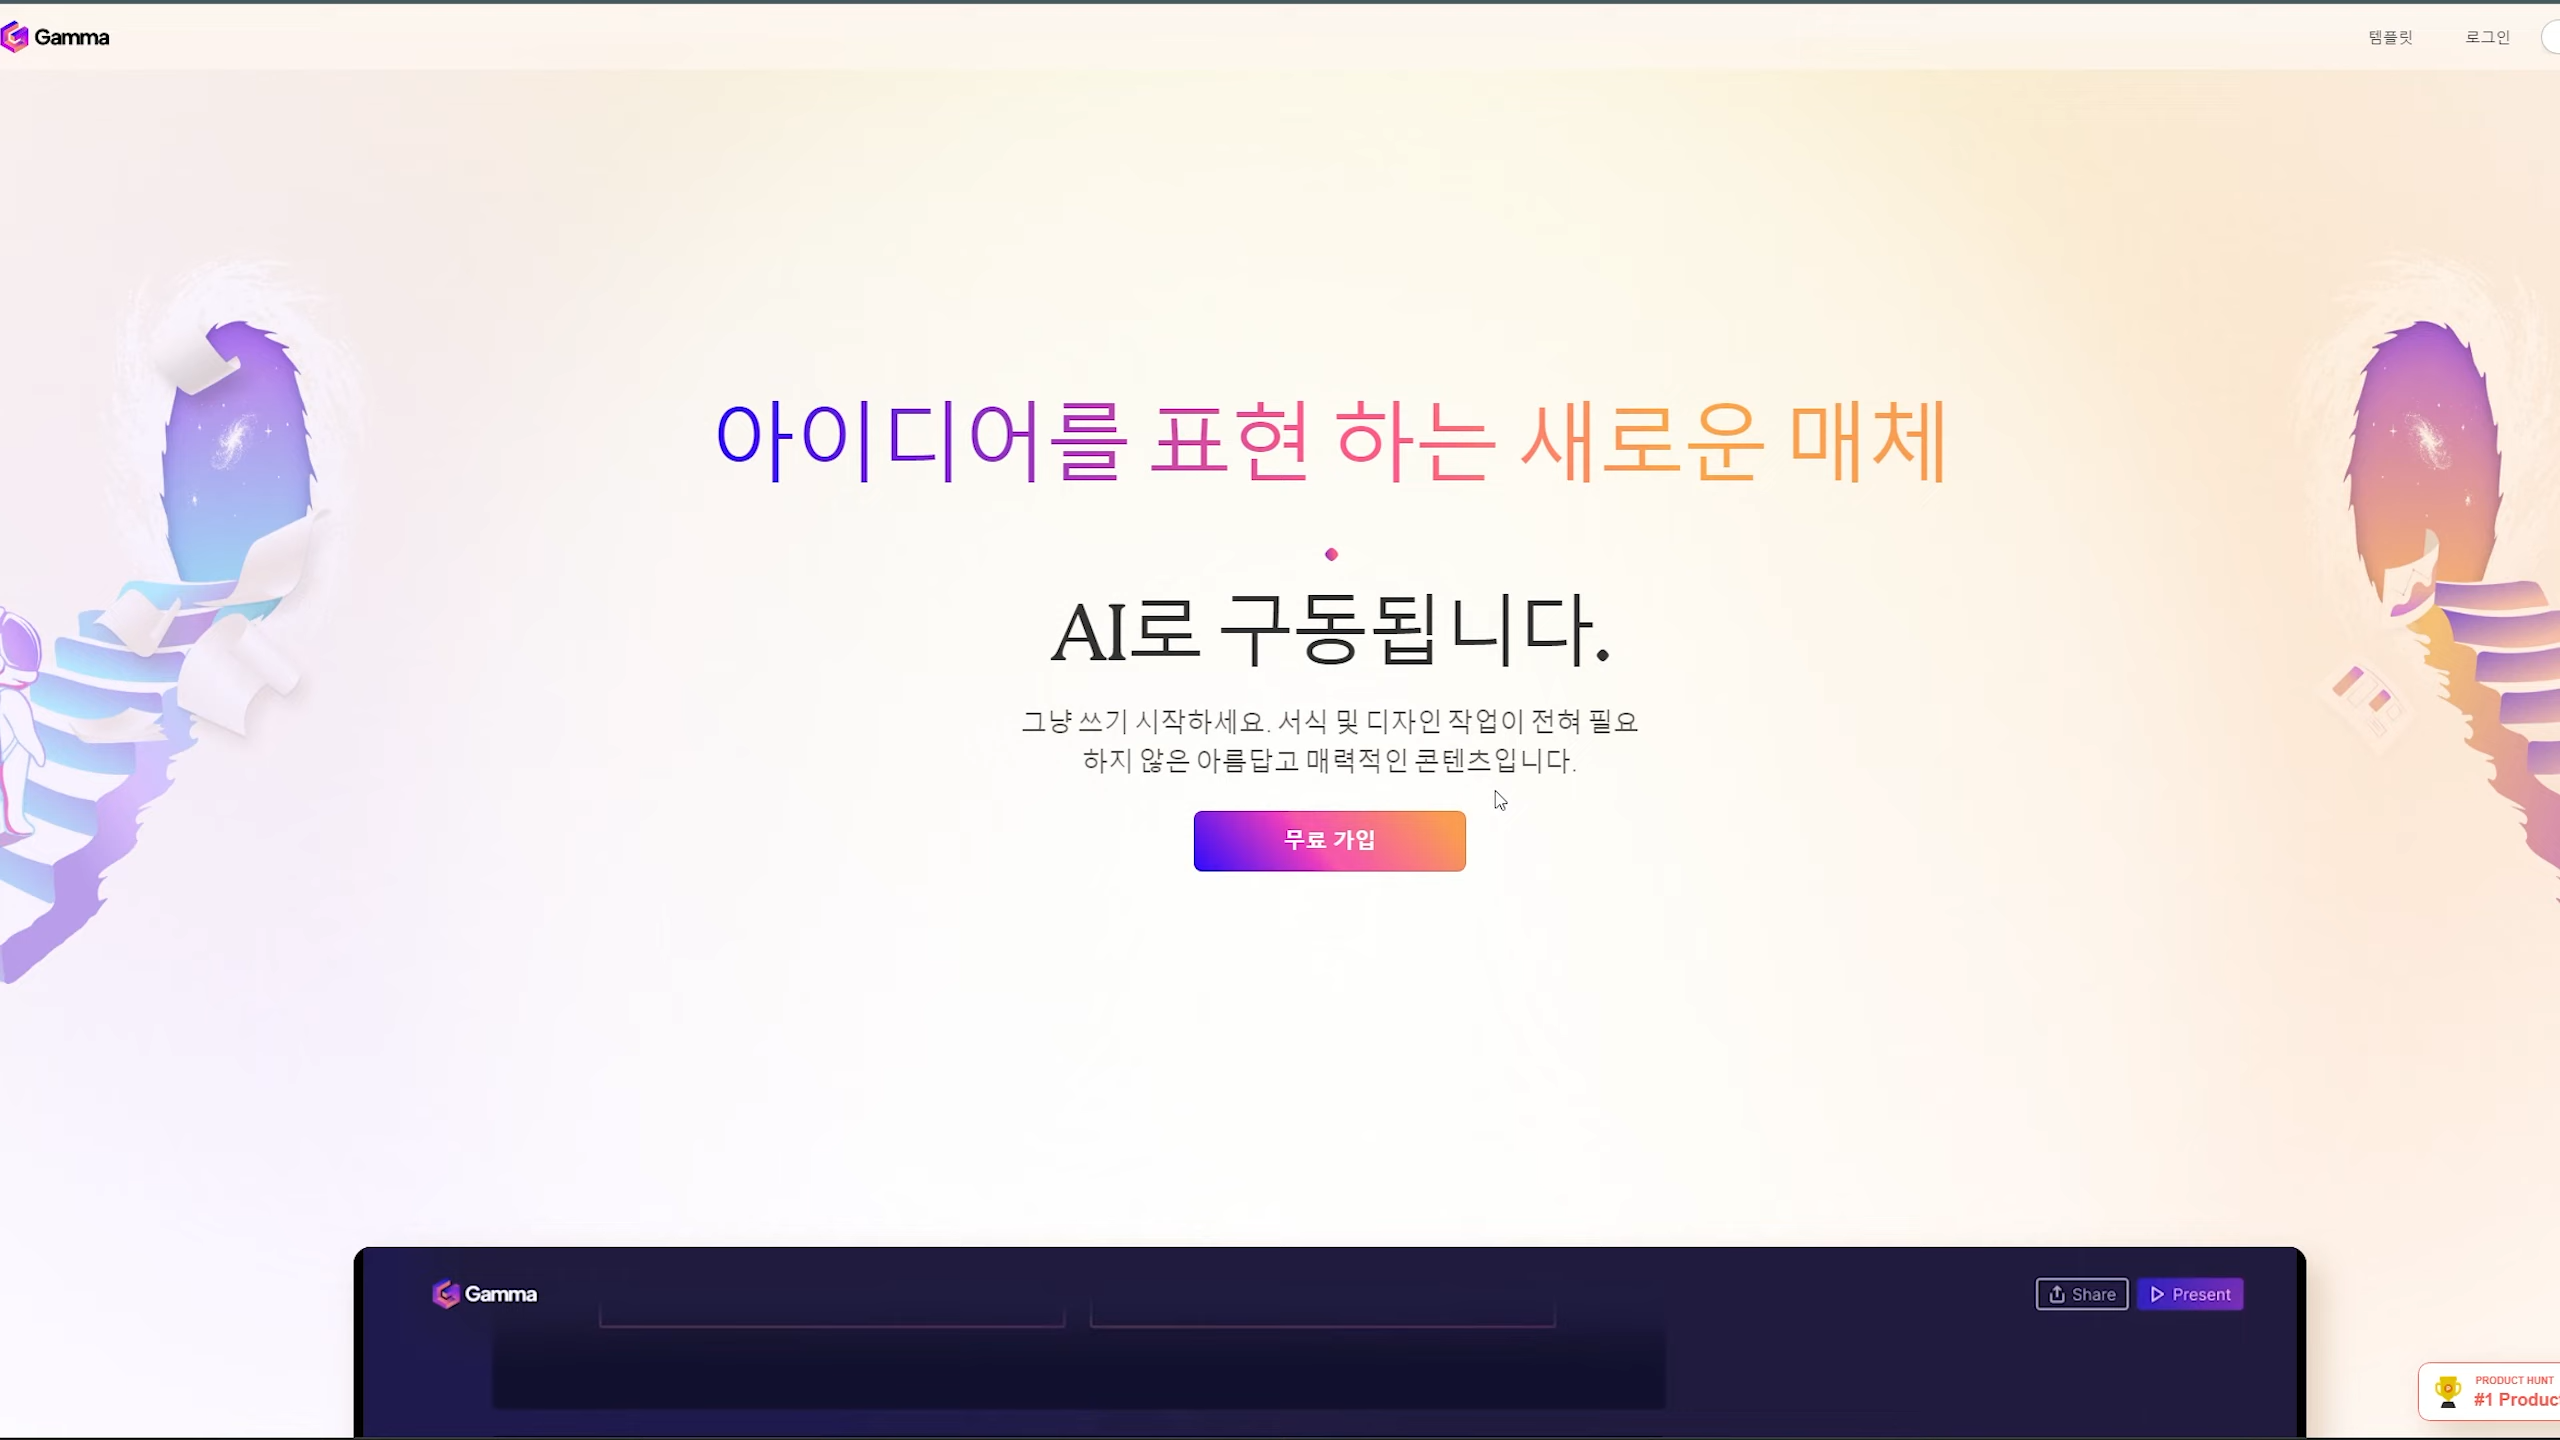 Gamma
템플릿
로그인
아이디어를 표현 하는 새로운 매체
AI로 구동됩니다.
그냥 쓰기 시작하세요. 서식 및 디자인 작업이 전혀 필요
하지 않은 아름답고 매력적인 콘텐츠입니다.
무료 가입
Gamma
Share
Present
PRODUCT HUNT
#1 Produc